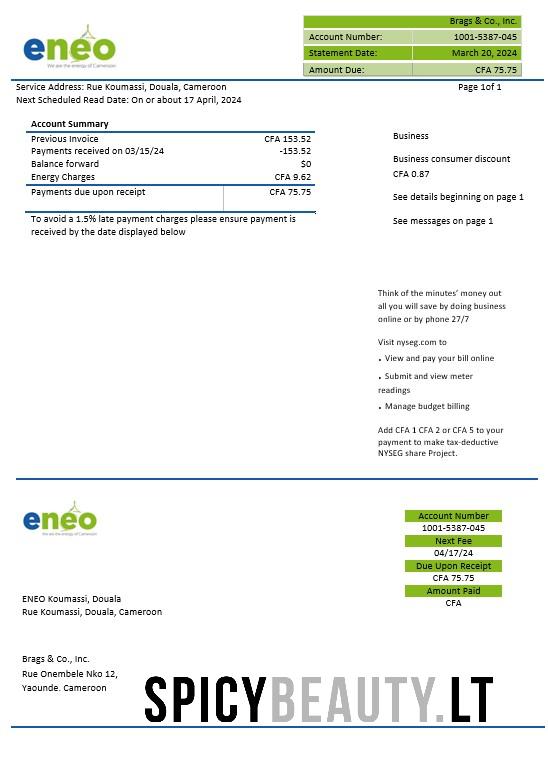 eneo
We are the energy of Cameroon
Brags & Co., Inc.
Account Number: 1001-5387-045
Statement Date: March 20, 2024
Amount Due: CFA 75.75
Service Address: Rue Koumassi, Douala, Cameroon
Page 1of 1
Next Scheduled Read Date: On or about 17 April, 2024
Account Summary
Previous Invoice CFA 153.52
Payments received on 03/15/24 -153.52
Balance forward $0
Energy Charges CFA 9.62
Payments due upon receipt CFA 75.75
To avoid a 1.5% late payment charges please ensure payment is
received by the date displayed below
Business
Business consumer discount
CFA 0.87
See details beginning on page 1
See messages on page 1
Think of the minutes’ money out
all you will save by doing business
online or by phone 27/7
Visit nyseg.com to
. View and pay your bill online
. Submit and view meter
readings
. Manage budget billing
Add CFA 1 CFA 2 or CFA 5 to your
payment to make tax-deductive
NYSEG share Project.
eneo
We are the energy of Cameroon
Account Number
1001-5387-045
Next Fee
04/17/24
Due Upon Receipt
CFA 75.75
Amount Paid
CFA
ENEO Koumassi, Douala
Rue Koumassi, Douala, Cameroon
Brags & Co., Inc.
Rue Onembele Nko 12,
Yaounde. Cameroon
SPICYBEAUTY.LT